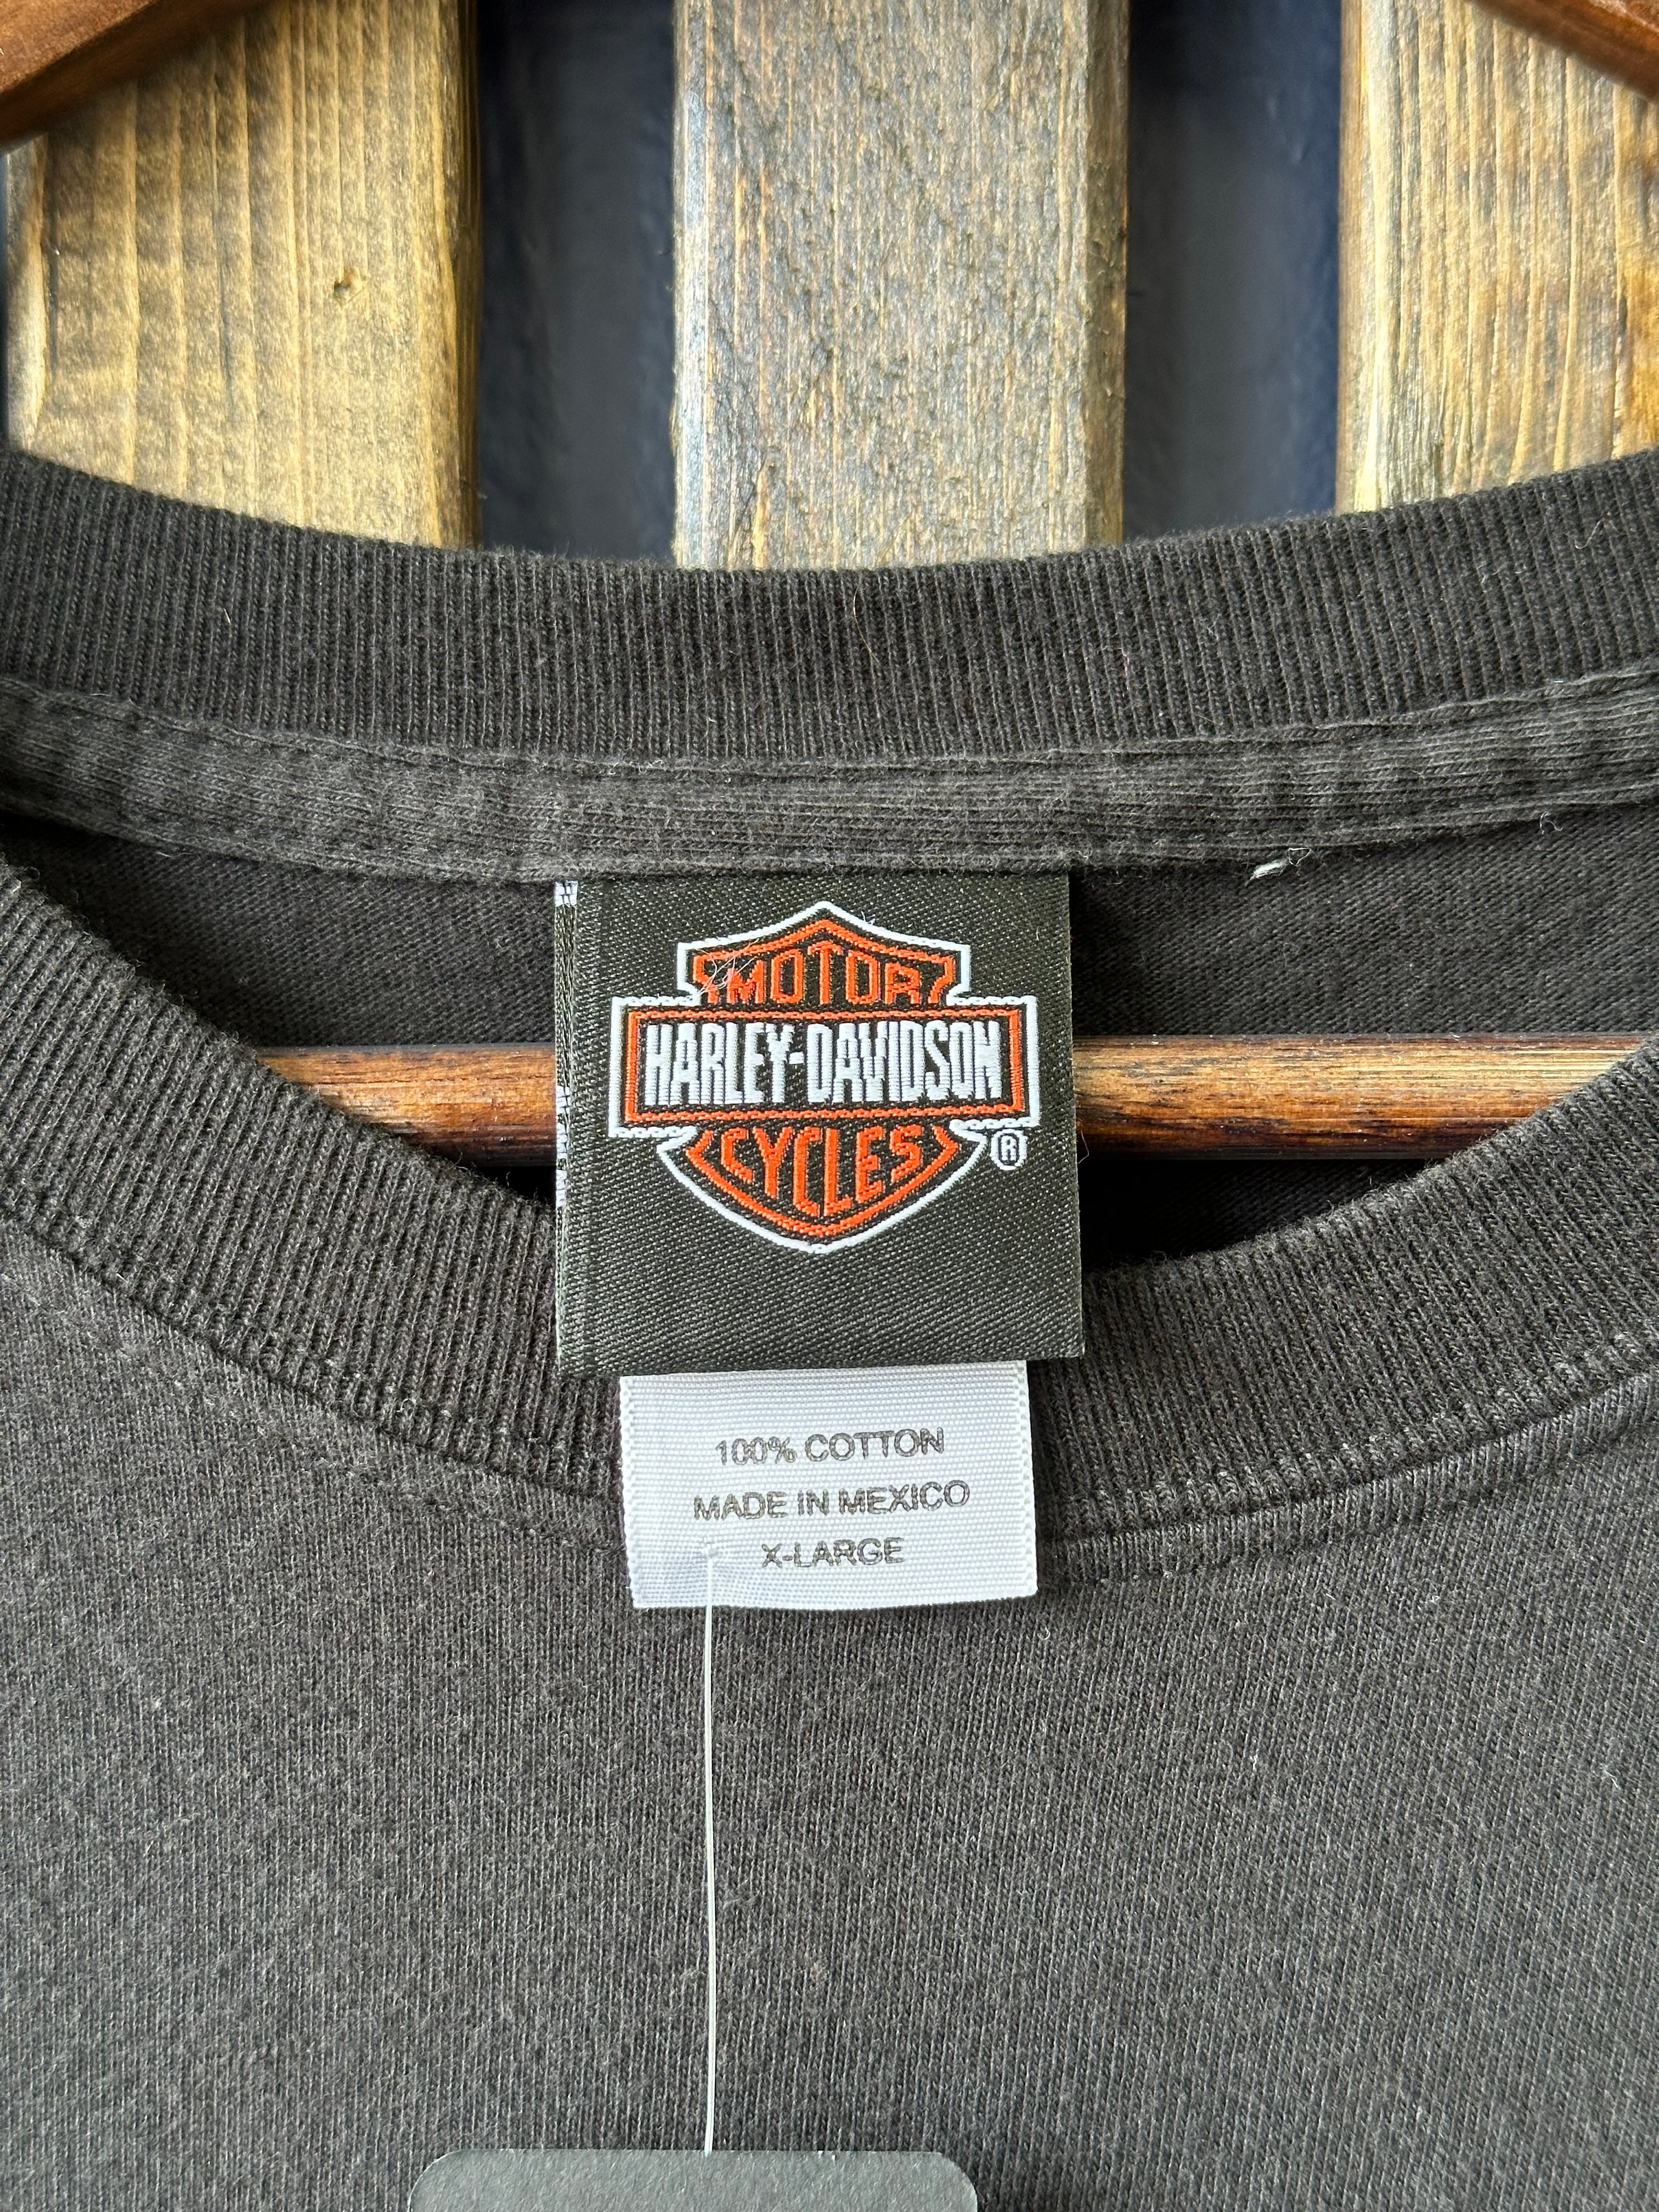 MOTOR
HARLEY-DAVIDSON
CYCLES
®
100% COTTON
MADE IN MEXICO
X-LARGE